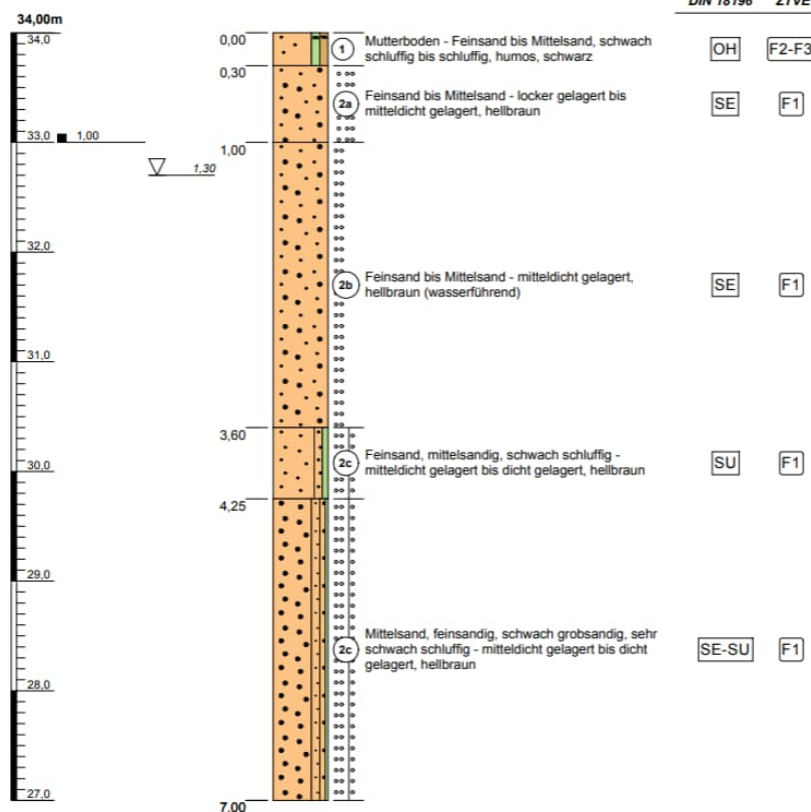 DIN 18196 ZTVE
34,00m
34,0
0,00
1
Mutterboden - Feinsand bis Mittelsand, schwach
schluffig bis schluffig, humos, schwarz
OH
F2-F3
0,30
2a
Feinsand bis Mittelsand - locker gelagert bis
mitteldicht gelagert, hellbraun
SE
F1
33,0
1,00
1,00
1,30
32,0
2b
Feinsand bis Mittelsand - mitteldicht gelagert,
hellbraun (wasserführend)
SE
F1
31,0
3,60
30,0
2c
Feinsand, mittelsandig, schwach schluffig -
mitteldicht gelagert bis dicht gelagert, hellbraun
SU
F1
4,25
29,0
2c
Mittelsand, feinsandig, schwach grobsandig, sehr
schwach schluffig - mitteldicht gelagert bis dicht
gelagert, hellbraun
SE-SU
F1
28,0
27,0
7,00